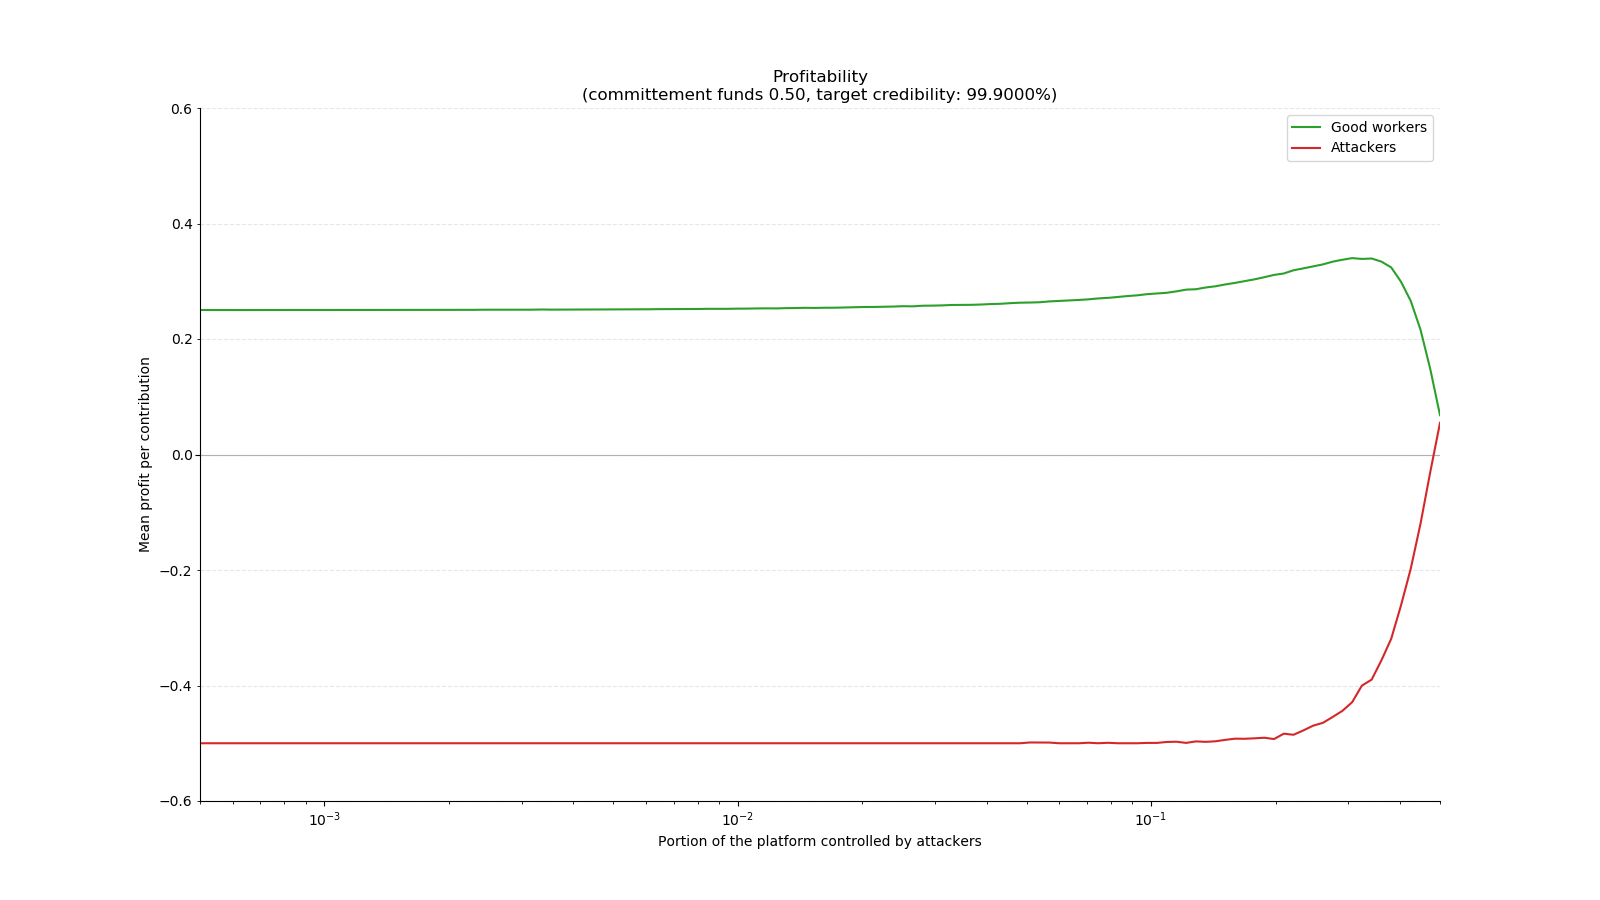 Profitability
(committement funds 0.50, target credibility: 99.9000%)
0.6
Good workers
Attackers
0.4
0.2
Mean profit per contribution
0.0
−0.2
−0.4
−0.6
10⁻³
10⁻²
10⁻¹
Portion of the platform controlled by attackers